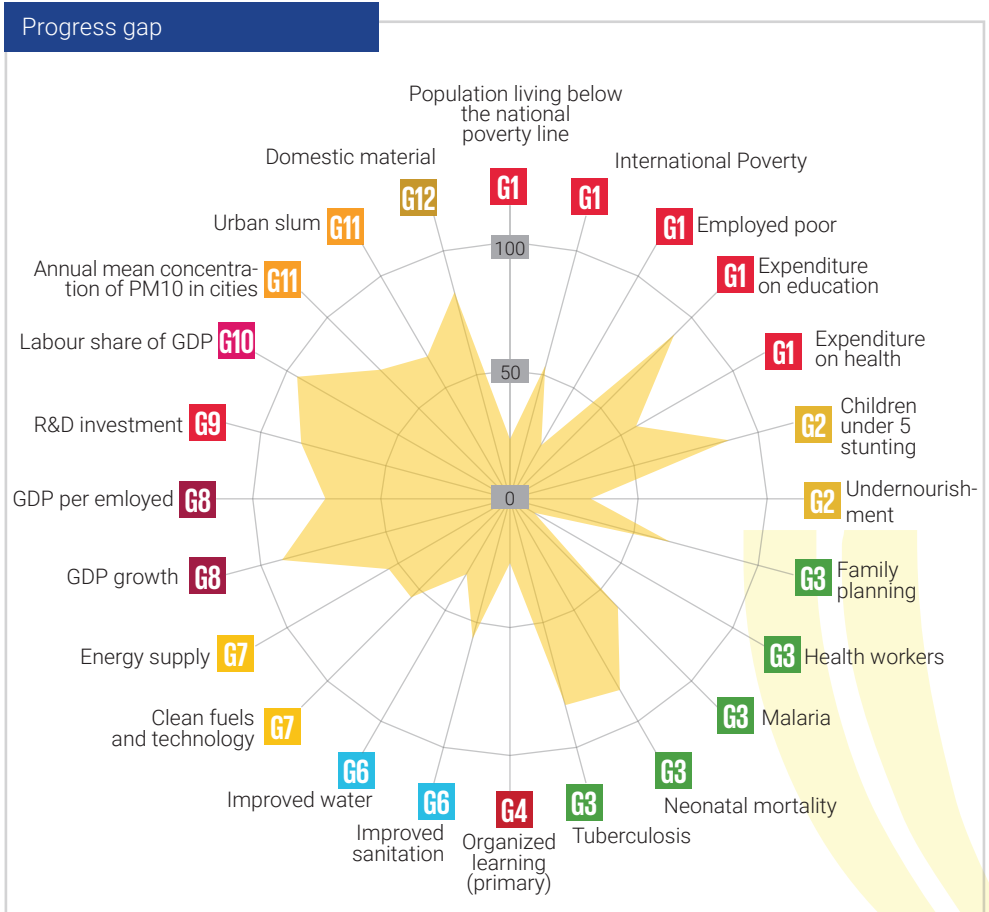 Progress gap
Population living below
the national
poverty line
G1
International Poverty
G1
Employed poor
G1
Expenditure
on education
G1
Expenditure
on health
G1
Children
under 5
stunting
G2
Undernourish-
ment
G2
Family
planning
G3
Health workers
G3
Malaria
G3
Neonatal mortality
G3
Tuberculosis
G3
Organized
learning
(primary)
G4
Improved
sanitation
G6
Improved water
G6
Clean fuels
and technology
G7
Energy supply
G7
GDP growth
G8
GDP per emloyed
G8
R&D investment
G9
Labour share of GDP
G10
Annual mean concentra-
tion of PM10 in cities
G11
Urban slum
G11
Domestic material
G12
100
50
0